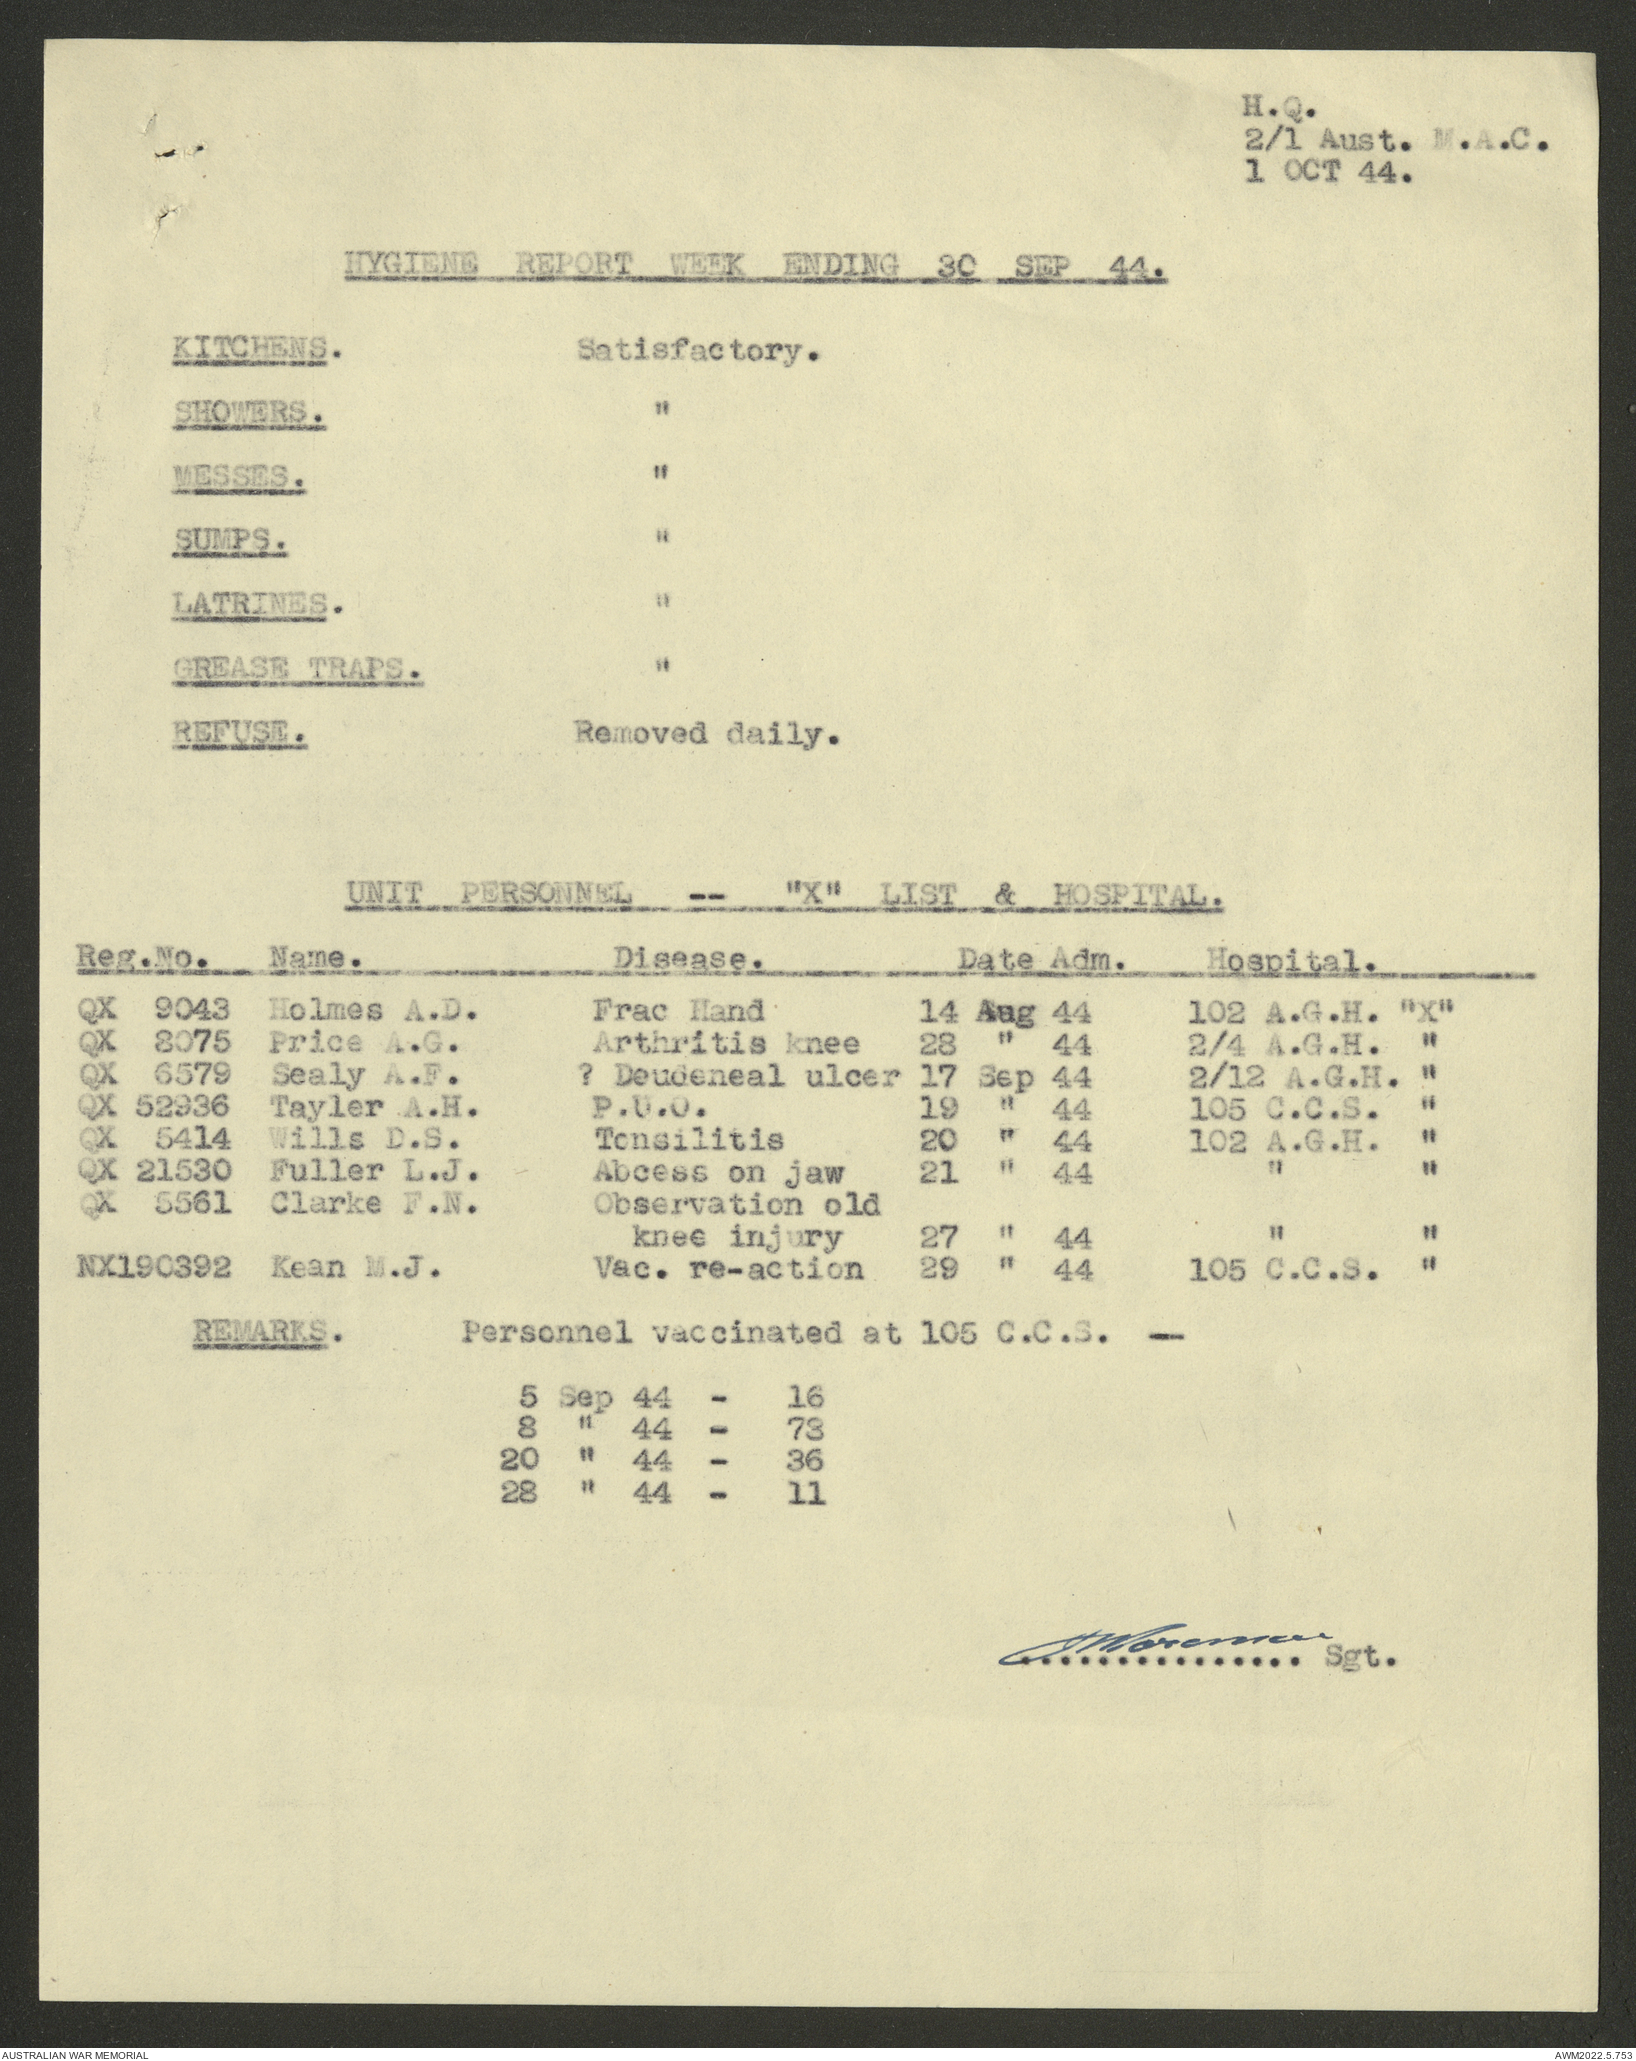 H.Q.
2/1 Aust. M.A.C.
1 OCT 44.
HYGIENE REPORT WEEK ENDING 30 SEP 44.
KITCHENS. Satisfactory.
SHOWERS. "
MESSES. "
SUMPS. "
LATRINES. "
GREASE TRAPS. "
REFUSE. Removed daily.
UNIT PERSONNEL -- "X" LIST & HOSPITAL.
Reg.No. Name. Disease. Date Adm. Hospital.
QX 9043 Holmes A.D. Frac Hand 14 Aug 44 102 A.G.H. "X"
QX 8075 Price A.G. Arthritis knee 28 " 44 2/4 A.G.H. "
QX 6579 Sealy A.F. ? Deudeneal ulcer 17 Sep 44 2/12 A.G.H. "
QX 52936 Tayler A.H. P.U.O. 19 " 44 105 C.C.S. "
QX 5414 Wills D.S. Tonsilitis 20 " 44 102 A.G.H. "
QX 21530 Fuller L.J. Abcess on jaw 21 " 44 " "
QX 5561 Clarke F.N. Observation old
knee injury 27 " 44 " "
NX190392 Kean M.J. Vac. re-action 29 " 44 105 C.C.S. "
REMARKS. Personnel vaccinated at 105 C.C.S. --
5 Sep 44 - 16
8 " 44 - 73
20 " 44 - 36
28 " 44 - 11
............... Sgt.
AUSTRALIAN WAR MEMORIAL
AWM2022.5.753